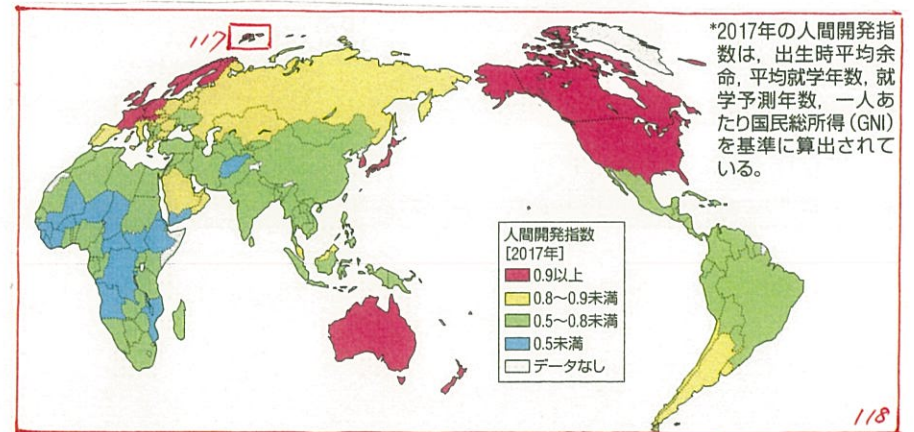 117
*2017年の人間開発指
数は，出生時平均余
命，平均就学年数，就
学予測年数，一人あ
たり国民総所得(GNI)
を基準に算出されて
いる。
人間開発指数
[2017年]
0.9以上
0.8～0.9未満
0.5～0.8未満
0.5未満
データなし
118